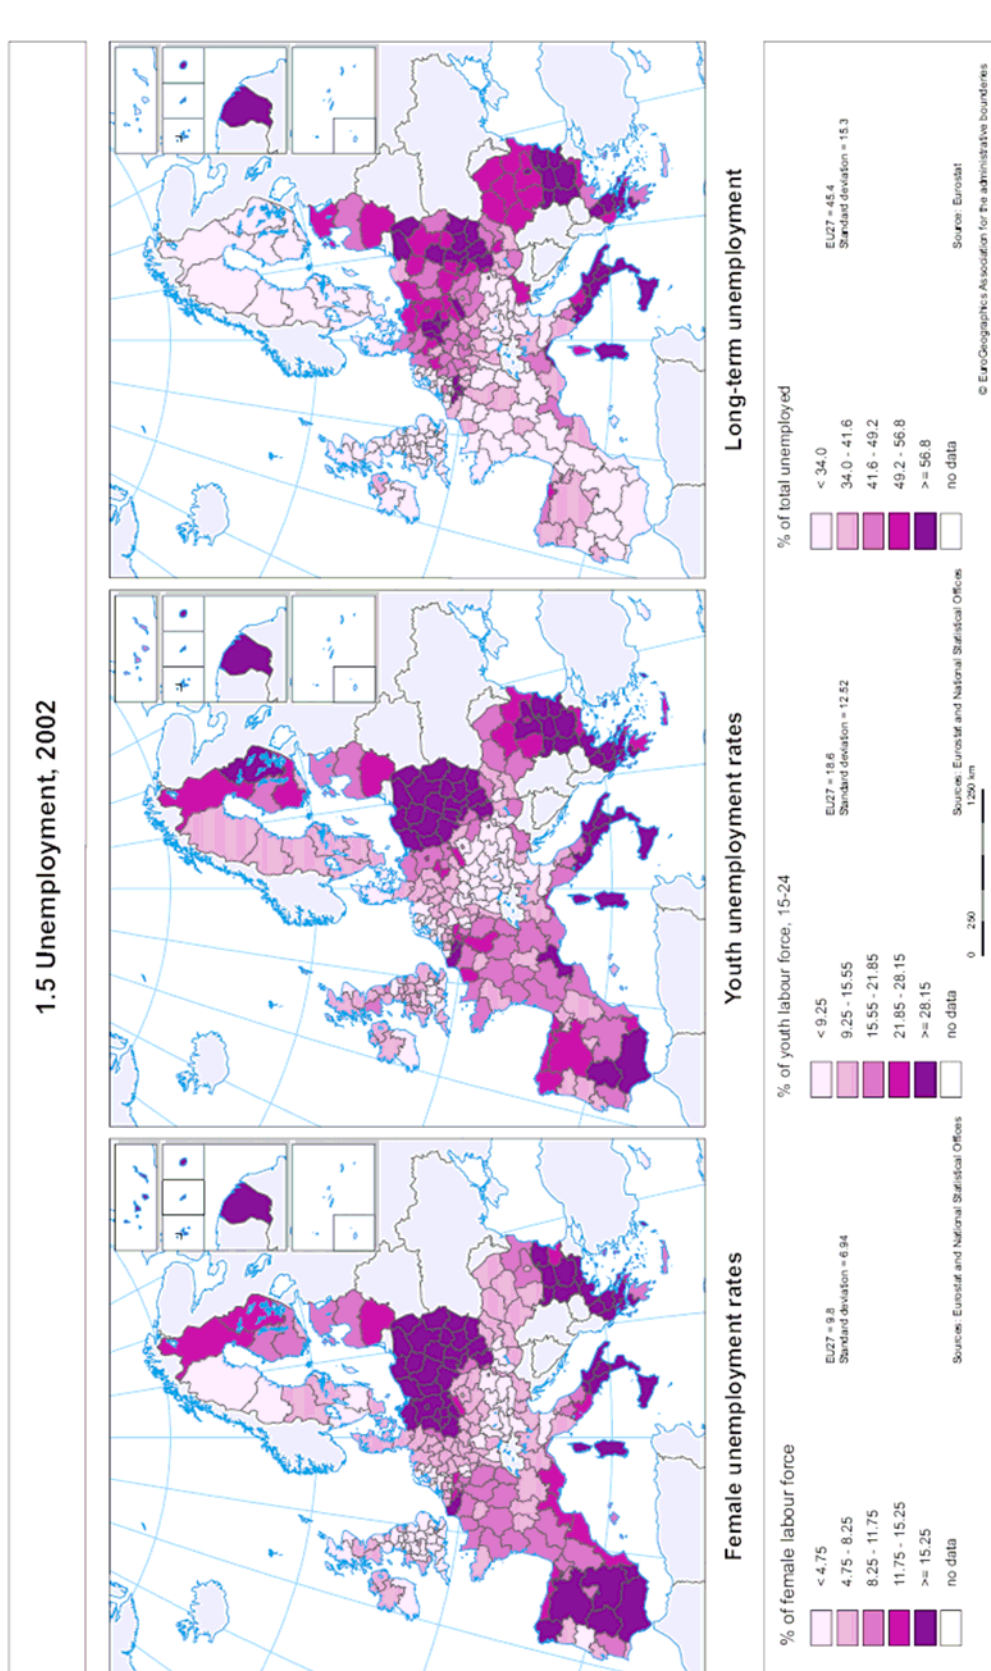 1.5 Unemployment, 2002
Female unemployment rates
% of female labour force
< 4.75
4.75 - 8.25
8.25 - 11.75
11.75 - 15.25
>= 15.25
no data
EU27 = 9.8
Standard deviation = 6.94
Sources: Eurostat and National Statistical Offices
Youth unemployment rates
% of youth labour force, 15-24
< 9.25
9.25 - 15.55
15.55 - 21.85
21.85 - 28.15
>= 28.15
no data
EU27 = 18.6
Standard deviation = 12.52
Sources: Eurostat and National Statistical Offices
0 250 1250 km
Long-term unemployment
% of total unemployed
< 34.0
34.0 - 41.6
41.6 - 49.2
49.2 - 56.8
>= 56.8
no data
EU27 = 45.4
Standard deviation = 15.3
Source: Eurostat
© EuroGeographics Association for the administrative bounderies